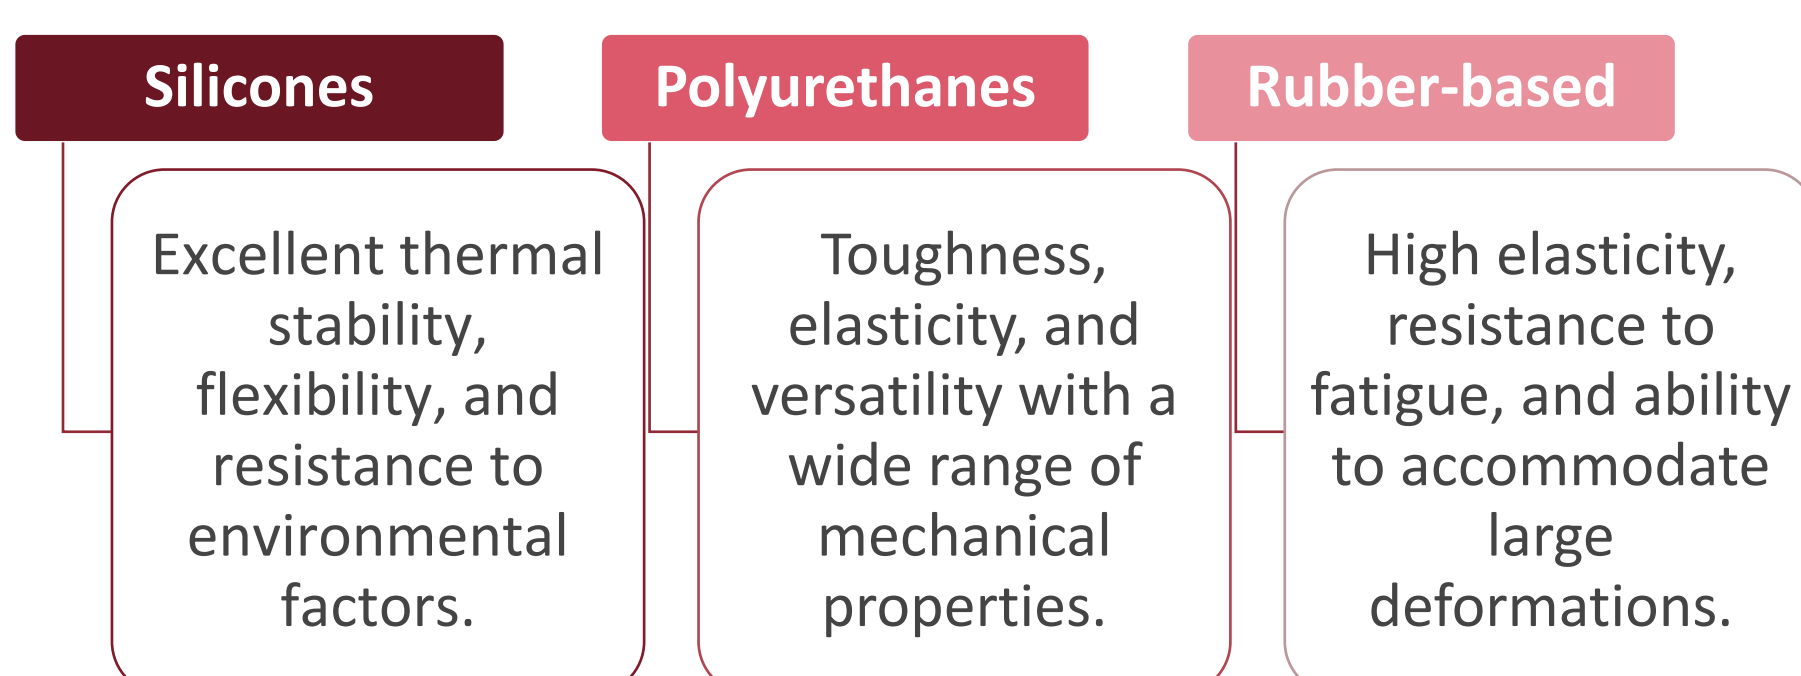 Silicones
Excellent thermal
stability,
flexibility, and
resistance to
environmental
factors.
Polyurethanes
Toughness,
elasticity, and
versatility with a
wide range of
mechanical
properties.
Rubber-based
High elasticity,
resistance to
fatigue, and ability
to accommodate
large
deformations.